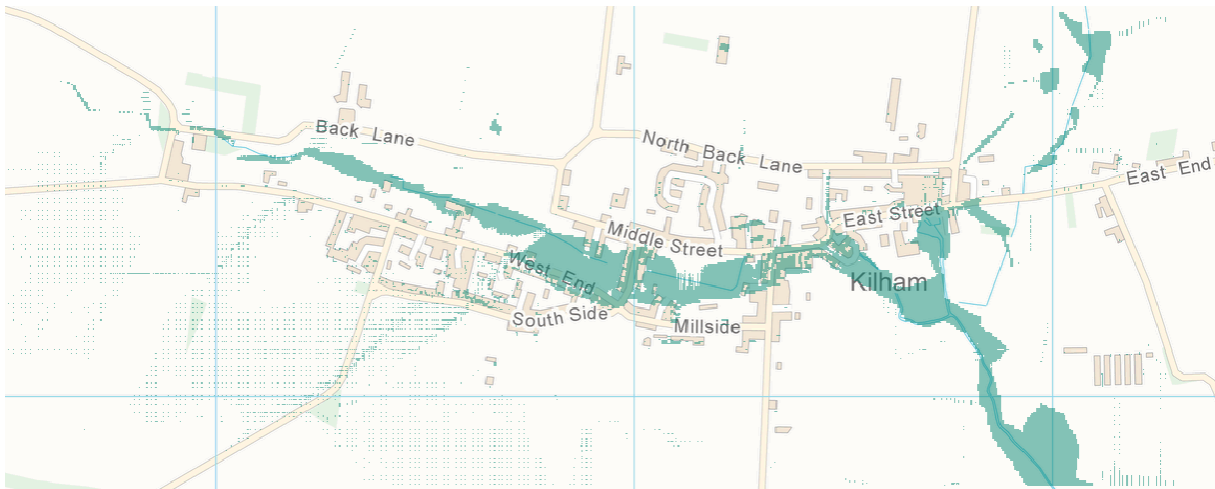 Back Lane
North Back Lane
East End
East Street
Middle Street
West End
Kilham
South Side
Millside